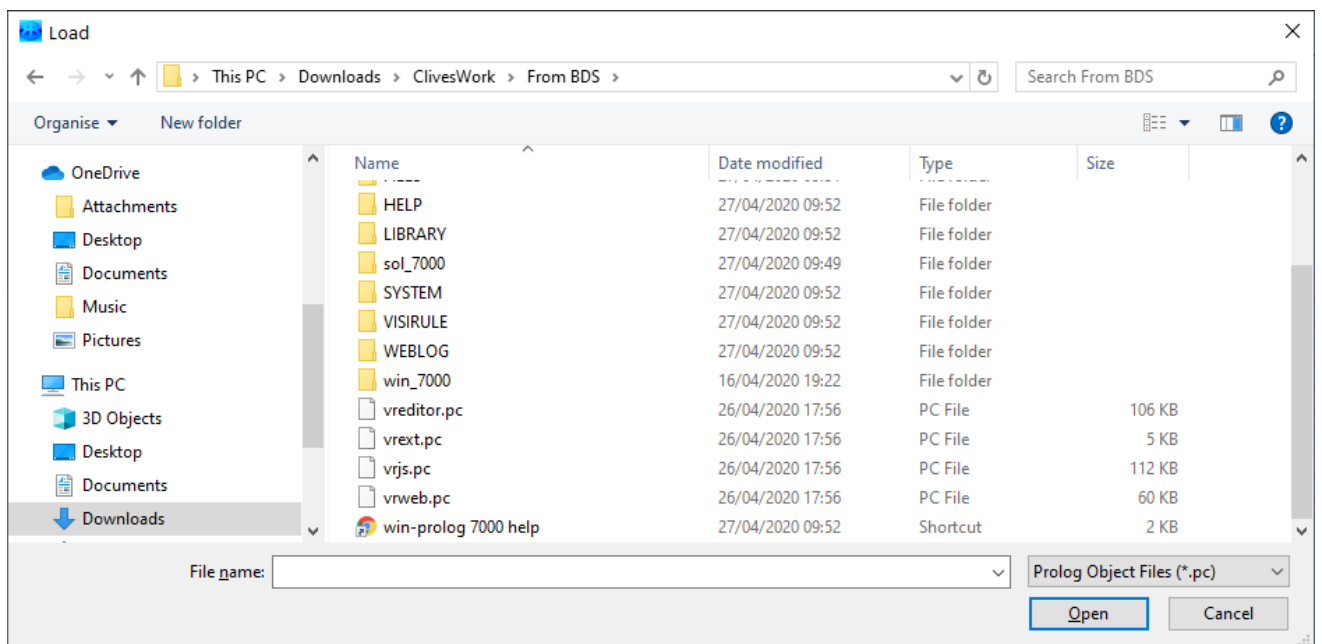 Load
This PC > Downloads > ClivesWork > From BDS >
Search From BDS
Organise
New folder
OneDrive
Attachments
Desktop
Documents
Music
Pictures
This PC
3D Objects
Desktop
Documents
Downloads
Name Date modified Type Size
HELP 27/04/2020 09:52 File folder
LIBRARY 27/04/2020 09:52 File folder
sol_7000 27/04/2020 09:49 File folder
SYSTEM 27/04/2020 09:52 File folder
VISIRULE 27/04/2020 09:52 File folder
WEBLOG 27/04/2020 09:52 File folder
win_7000 16/04/2020 19:22 File folder
vreditor.pc 26/04/2020 17:56 PC File 106 KB
vrext.pc 26/04/2020 17:56 PC File 5 KB
vrjs.pc 26/04/2020 17:56 PC File 112 KB
vrweb.pc 26/04/2020 17:56 PC File 60 KB
win-prolog 7000 help 27/04/2020 09:52 Shortcut 2 KB
File name:
Prolog Object Files (*.pc)
Open
Cancel